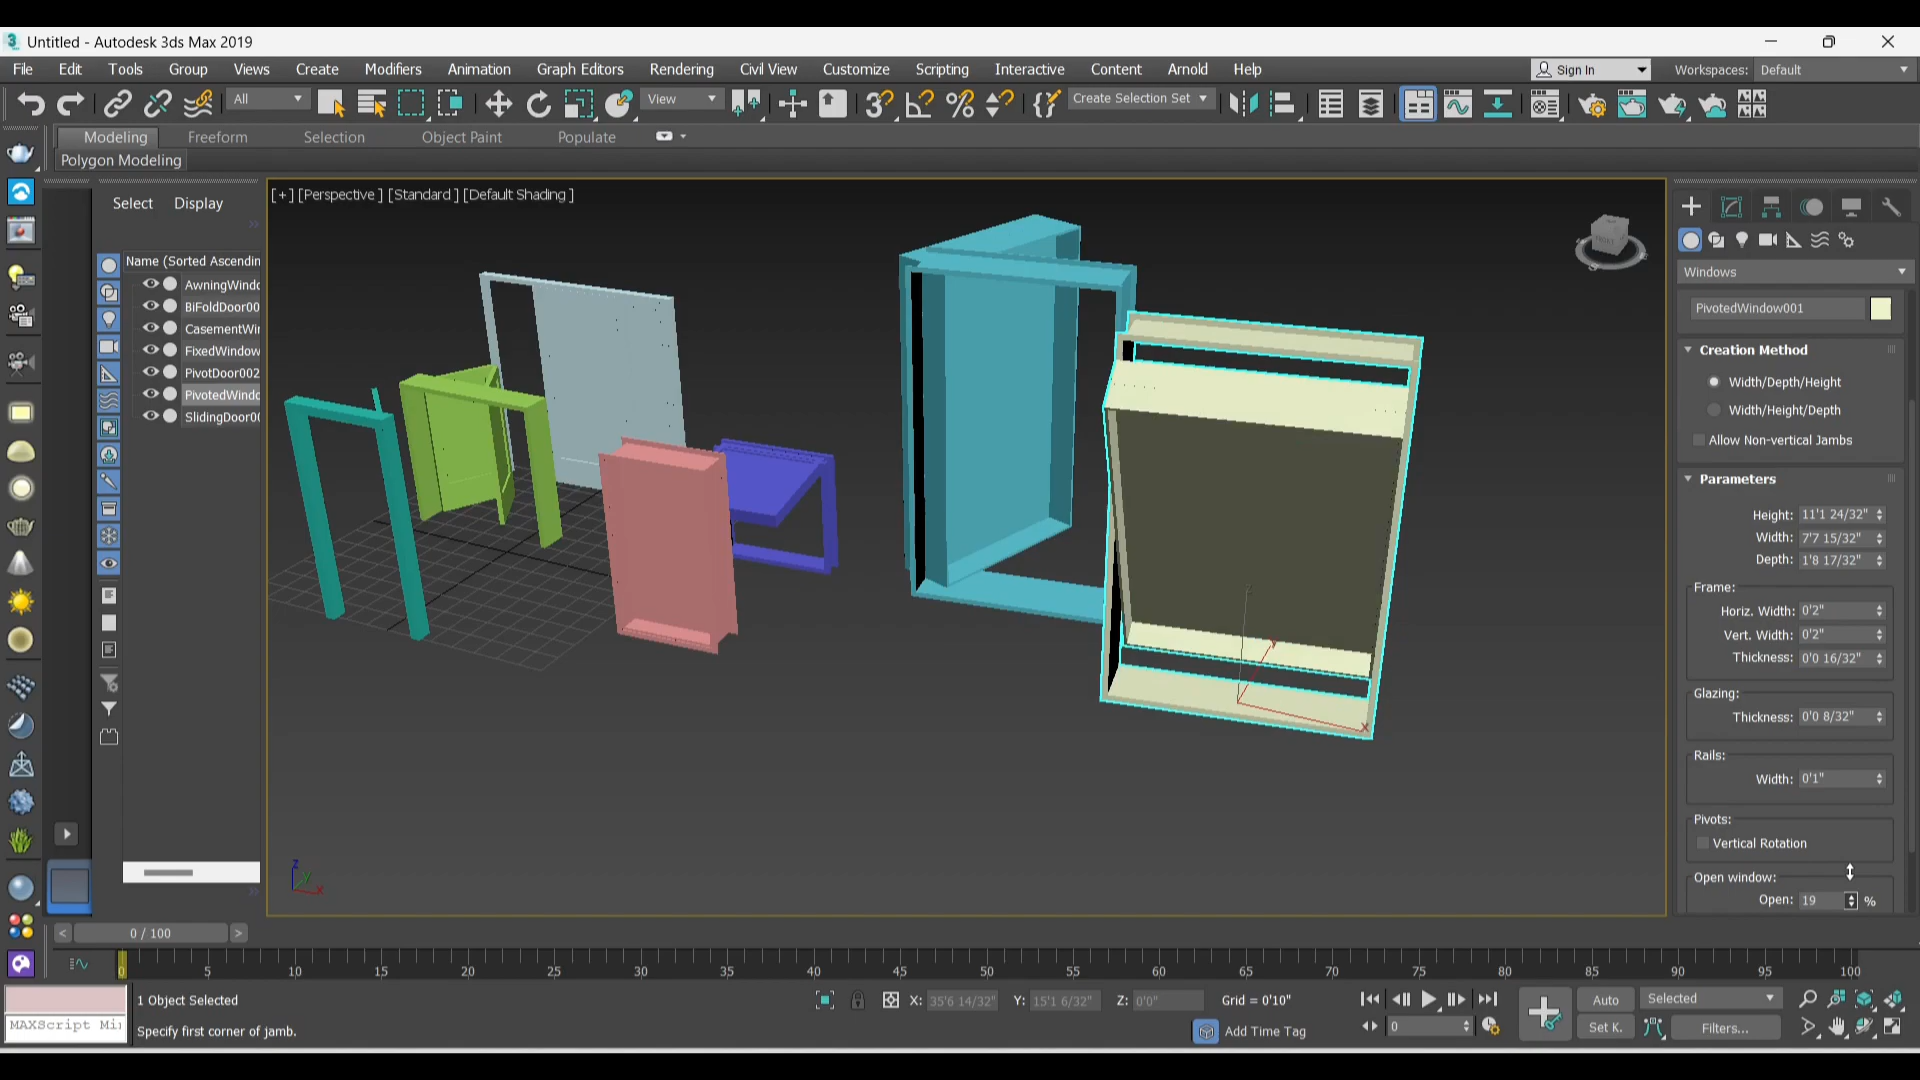 Untitled - Autodesk 3ds Max 2019
File Edit Tools Group Views Create Modifiers Animation Graph Editors Rendering Civil View Customize Scripting Interactive Content Arnold Help Sign In Workspaces: Default
All View Create Selection Set
Modeling Freeform Selection Object Paint Populate
Polygon Modeling
Select Display
[+] [Perspective ] [Standard ] [Default Shading ]
Name (Sorted Ascendin
AwningWindo
BiFoldDoor00
CasementWin
FixedWindow
PivotDoor002
PivotedWindo
SlidingDoor00
Windows
PivotedWindow001
Creation Method
Width/Depth/Height
Width/Height/Depth
Allow Non-vertical Jambs
Parameters
Height: 11'1 24/32"
Width: 7'7 15/32"
Depth: 1'8 17/32"
Frame:
Horiz. Width: 0'2"
Vert. Width: 0'2"
Thickness: 0'0 16/32"
Glazing:
Thickness: 0'0 8/32"
Rails:
Width: 0'1"
Pivots:
Vertical Rotation
Open window:
Open: 19 %
z y x
< 0 / 100 >
0 5 10 15 20 25 30 35 40 45 50 55 60 65 70 75 80 85 90 95 100
1 Object Selected X: 35'6 14/32" Y: 15'1 6/32" Z: 0'0" Grid = 0'10" Auto Selected
MAXScript Mi Specify first corner of jamb. Add Time Tag 0 Set K. Filters...